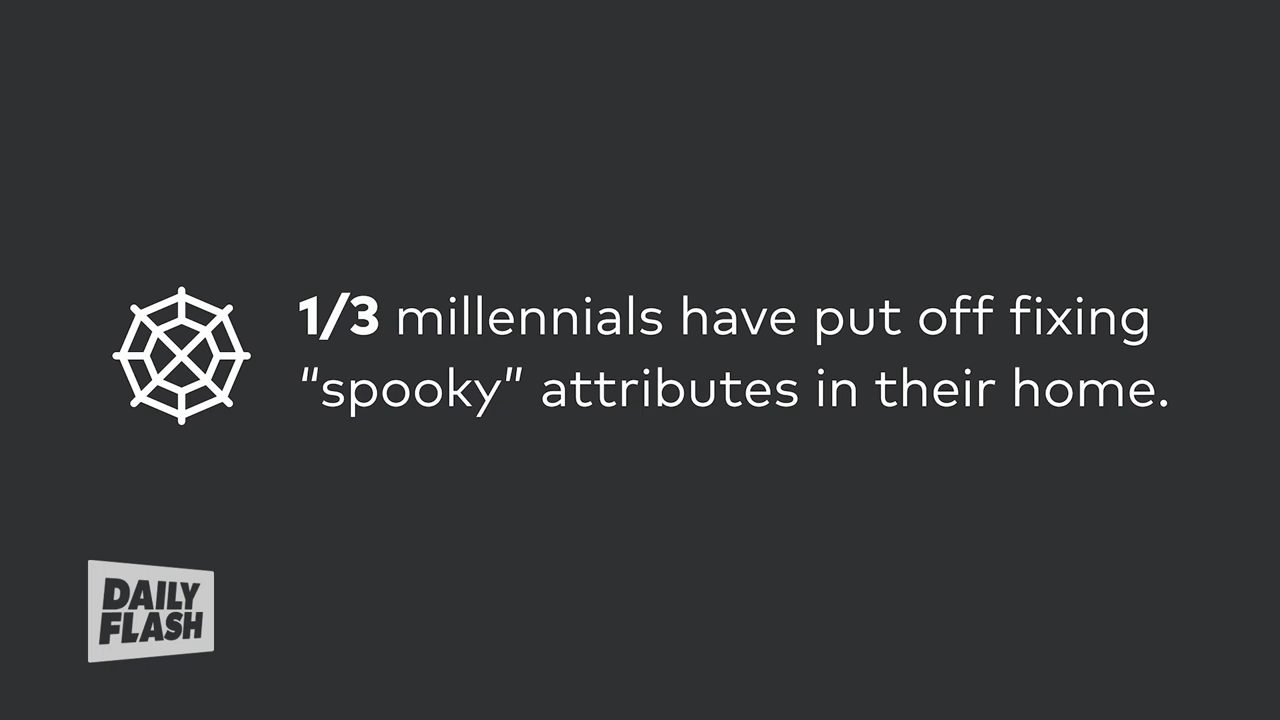 1/3 millennials have put off fixing
“spooky” attributes in their home.
DAILY
FLASH